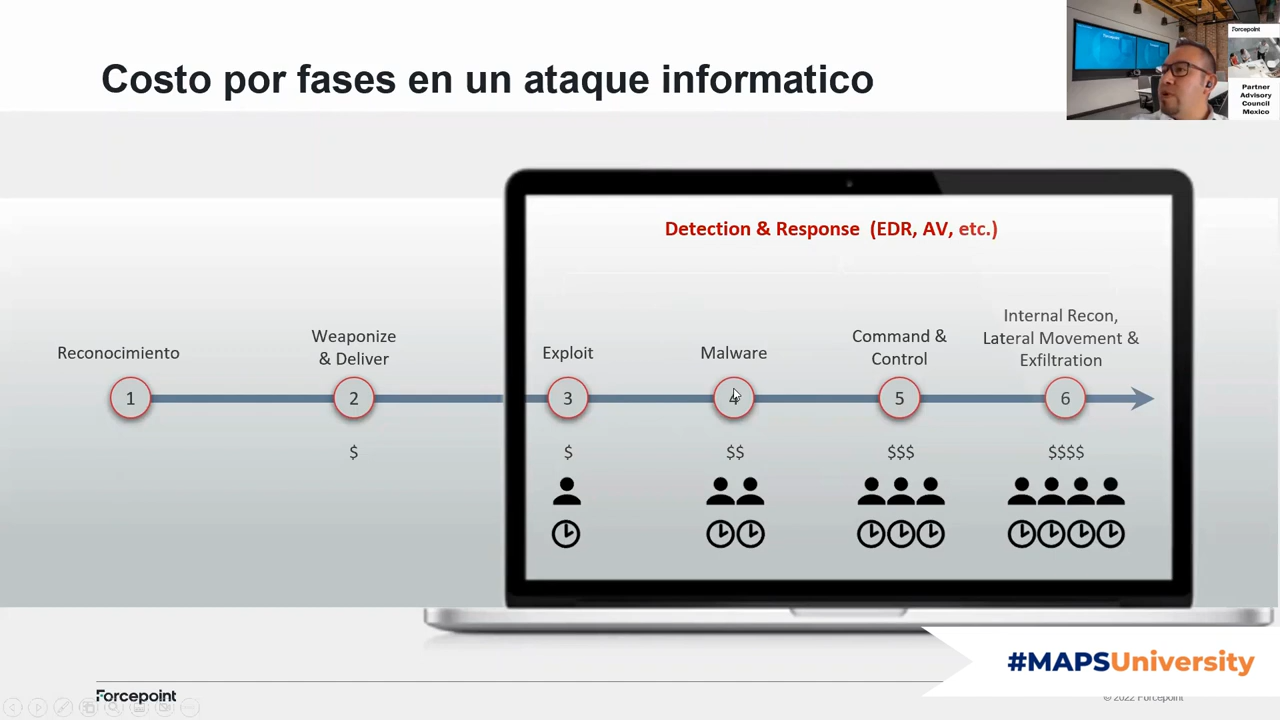 Costo por fases en un ataque informatico
Forcepoint
Partner
Advisory
Council
Mexico
Detection & Response (EDR, AV, etc.)
Reconocimiento
Weaponize
& Deliver
Exploit
Malware
Command &
Control
Internal Recon,
Lateral Movement &
Exfiltration
1
2
3
4
5
6
$
$
$$
$$$
$$$$
#MAPSUniversity
Forcepoint
© 2022 Forcepoint